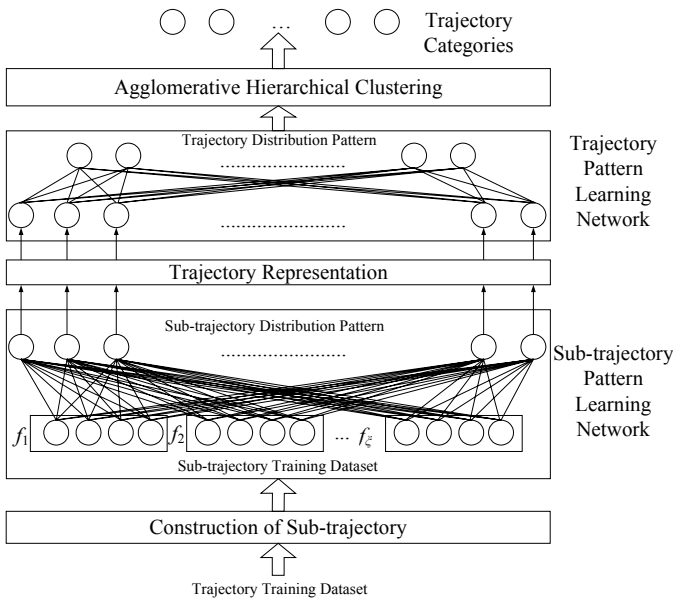 ... Trajectory
Categories
Agglomerative Hierarchical Clustering
Trajectory Distribution Pattern
Trajectory
Pattern
Learning
Network
Trajectory Representation
Sub-trajectory Distribution Pattern
Sub-trajectory
Pattern
Learning
Network
f1 f2 ... fξ
Sub-trajectory Training Dataset
Construction of Sub-trajectory
Trajectory Training Dataset